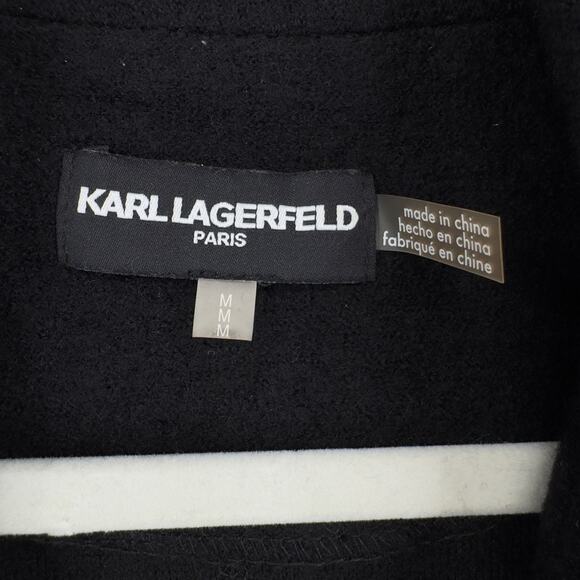 KARL LAGERFELD
PARIS
made in china
hecho en china
fabriqué en chine
M
M
M